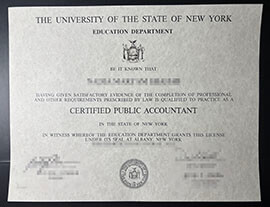 THE UNIVERSITY OF THE STATE OF NEW YORK
EDUCATION DEPARTMENT
BE IT KNOWN THAT
HAVING GIVEN SATISFACTORY EVIDENCE OF THE COMPLETION OF PROFESSIONAL
AND OTHER REQUIREMENTS PRESCRIBED BY LAW IS QUALIFIED TO PRACTICE AS A
CERTIFIED PUBLIC ACCOUNTANT
IN THE STATE OF NEW YORK
IN WITNESS WHEREOF THE EDUCATION DEPARTMENT GRANTS THIS LICENSE
UNDER ITS SEAL AT ALBANY, NEW YORK